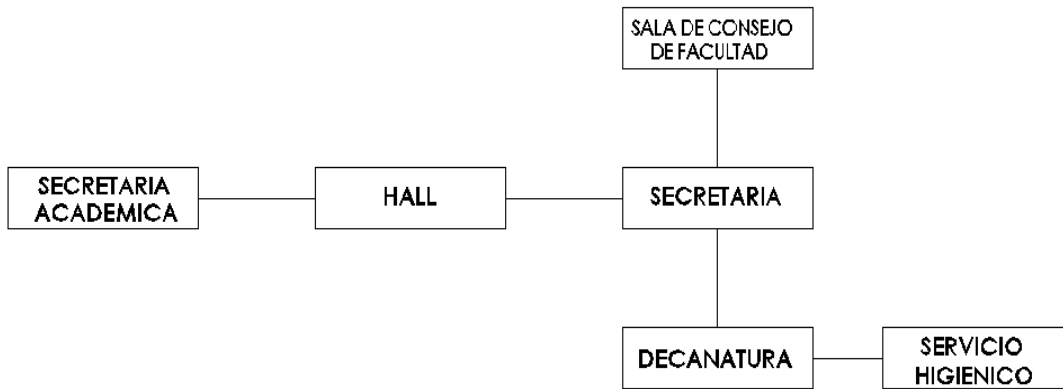 SALA DE CONSEJO
DE FACULTAD
SECRETARIA
ACADEMICA
HALL
SECRETARIA
DECANATURA
SERVICIO
HIGIENICO